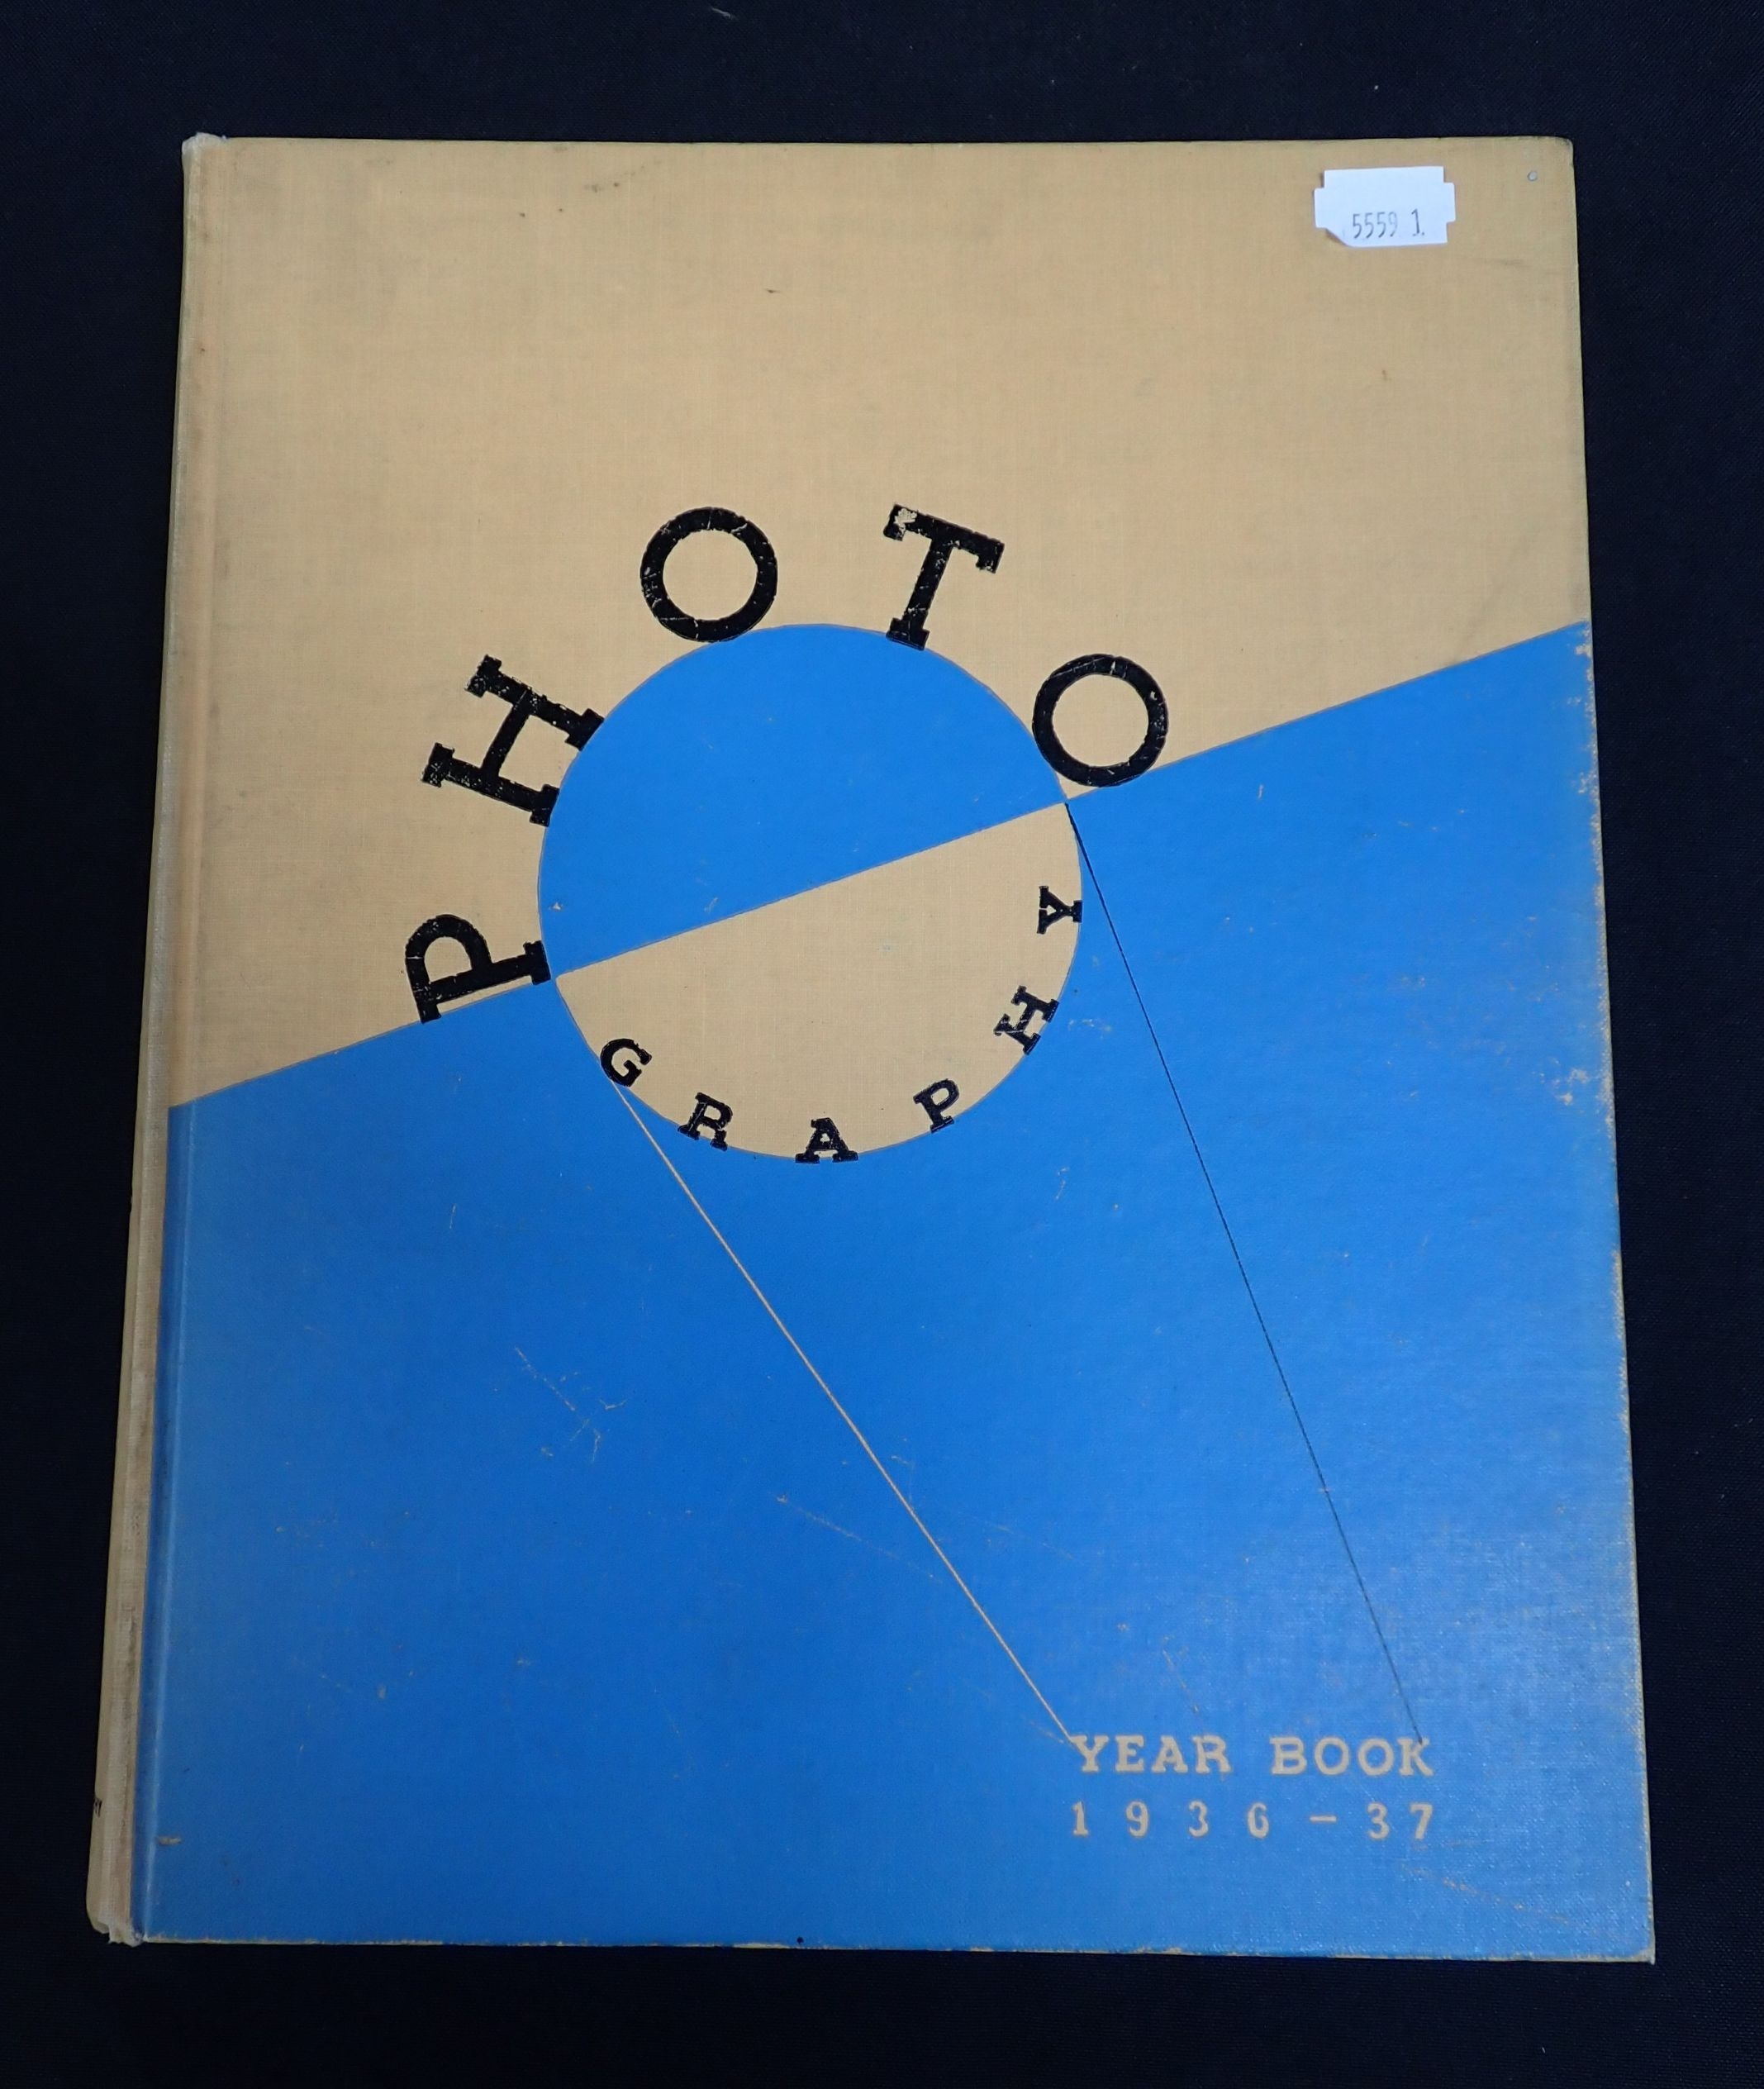 5559 1.
PHOTO
GRAPHY
YEAR BOOK
1936-37